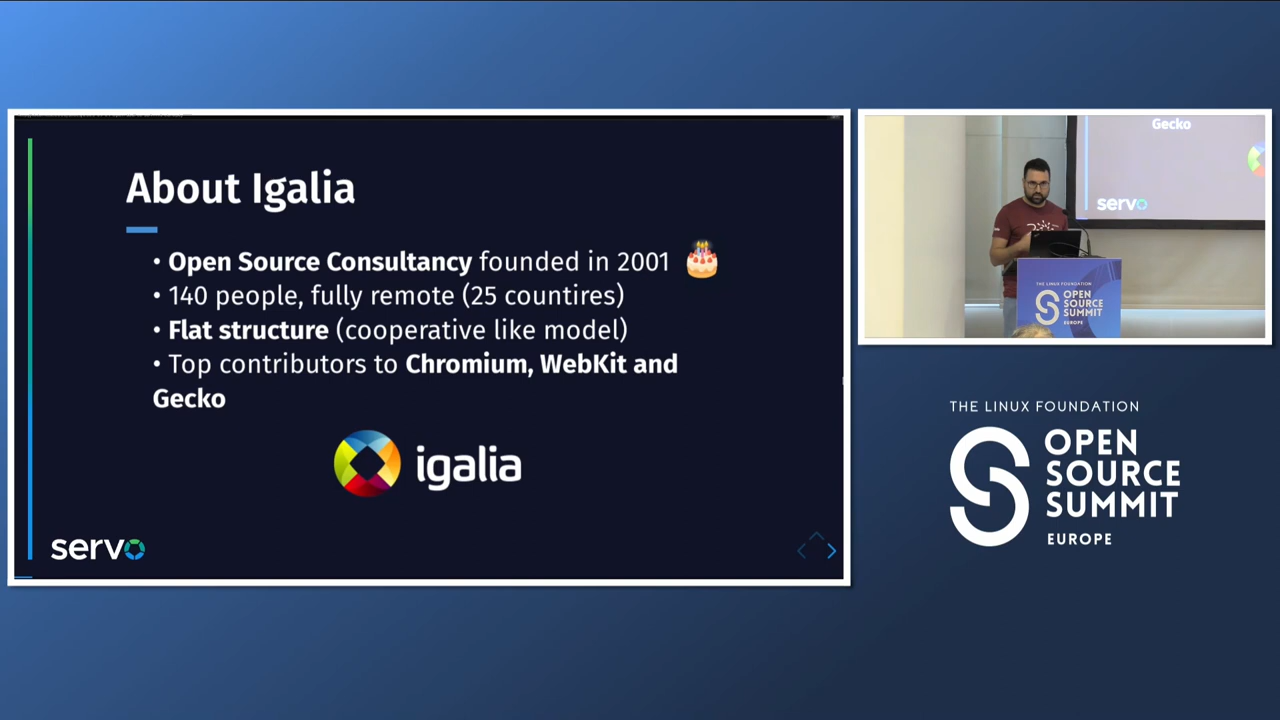 About Igalia
• Open Source Consultancy founded in 2001 🎂
• 140 people, fully remote (25 countires)
• Flat structure (cooperative like model)
• Top contributors to Chromium, WebKit and
Gecko
igalia
servo
Gecko
servo
THE LINUX FOUNDATION
OPEN
SOURCE
SUMMIT
EUROPE
THE LINUX FOUNDATION
OPEN
SOURCE
SUMMIT
EUROPE